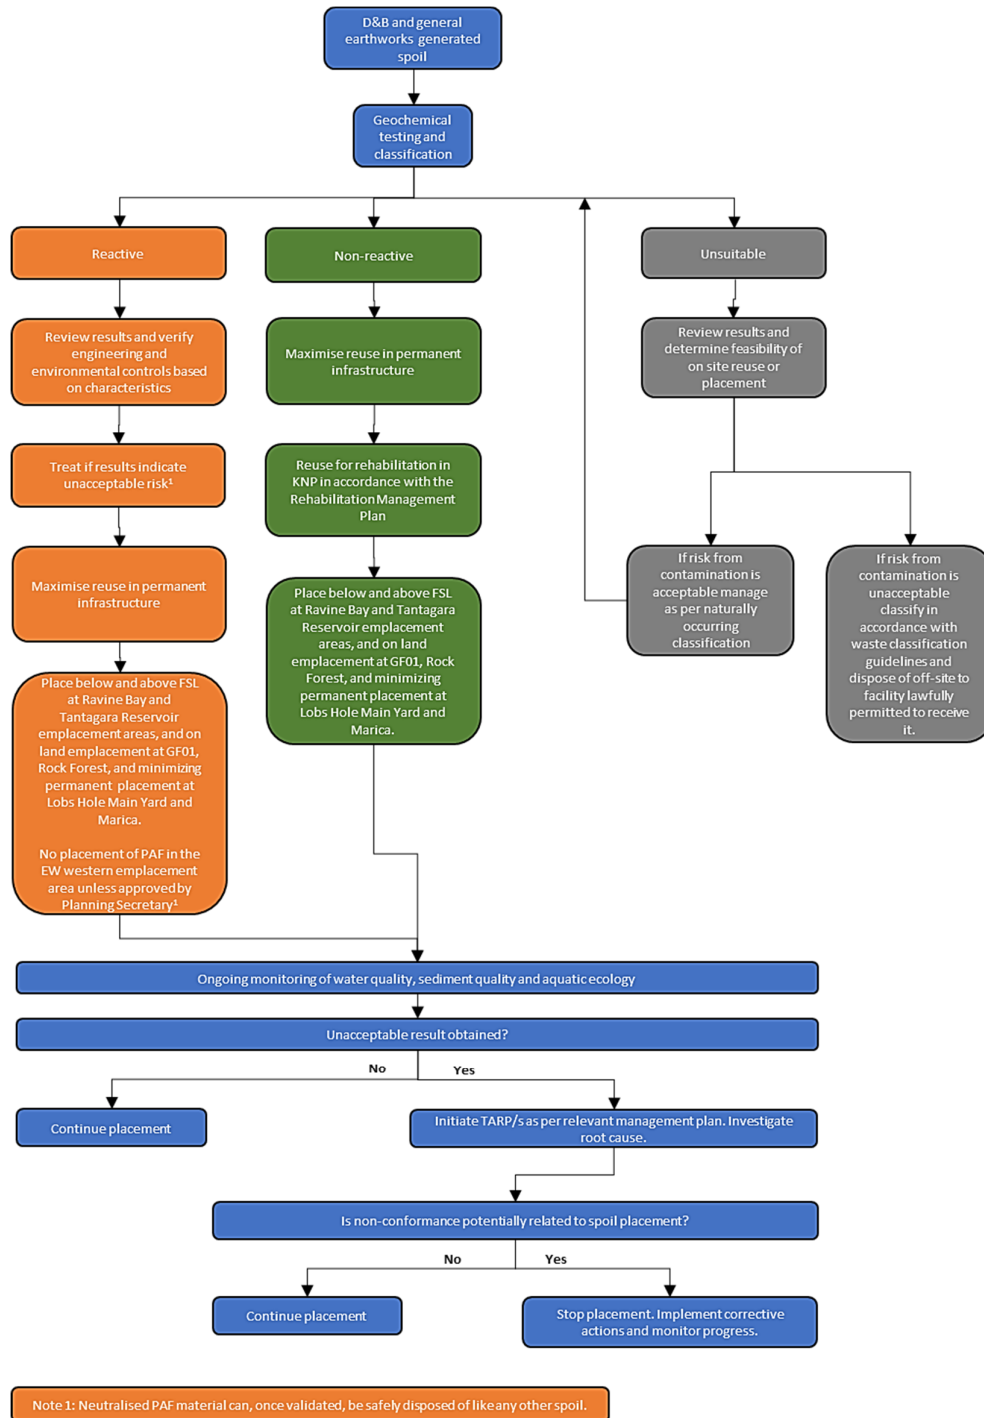 D&B and general
earthworks generated
spoil
Geochemical
testing and
classification
Reactive
Non-reactive
Unsuitable
Review results and verify
engineering and
environmental controls based
on characteristics
Maximise reuse in permanent
infrastructure
Review results and
determine feasibility of
on site reuse or
placement
Treat if results indicate
unacceptable risk¹
Reuse for rehabilitation in
KNP in accordance with the
Rehabilitation Management
Plan
Maximise reuse in permanent
infrastructure
If risk from
contamination is
acceptable manage
as per naturally
occurring
classification
If risk from
contamination is
unacceptable
classify in
accordance with
waste classification
guidelines and
dispose of off-site to
facility lawfully
permitted to receive
it.
Place below and above FSL
at Ravine Bay and Tantagara
Reservoir emplacement
areas, and on land
emplacement at GF01, Rock
Forest, and minimizing
permanent placement at
Lobs Hole Main Yard and
Marica.
Place below and above FSL
at Ravine Bay and
Tantagara Reservoir
emplacement areas, and on
land emplacement at GF01,
Rock Forest, and minimizing
permanent placement at
Lobs Hole Main Yard and
Marica.
No placement of PAF in the
EW western emplacement
area unless approved by
Planning Secretary¹
Ongoing monitoring of water quality, sediment quality and aquatic ecology
Unacceptable result obtained?
No
Yes
Continue placement
Initiate TARP/s as per relevant management plan. Investigate
root cause.
Is non-conformance potentially related to spoil placement?
No
Yes
Continue placement
Stop placement. Implement corrective
actions and monitor progress.
Note 1: Neutralised PAF material can, once validated, be safely disposed of like any other spoil.